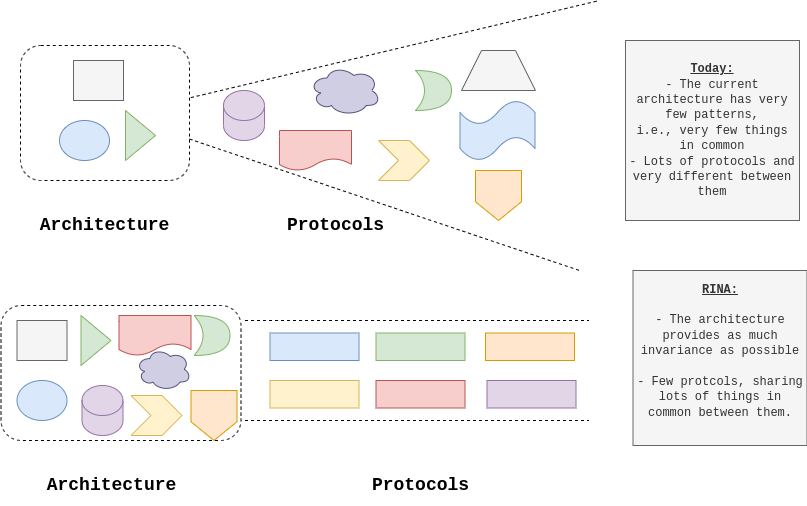 Today:
- The current
architecture has very
few patterns,
i.e., very few things
in common
- Lots of protocols and
very different between
them
Architecture
Protocols
RINA:
- The architecture
provides as much
invariance as possible
- Few protcols, sharing
lots of things in
common between them.
Architecture
Protocols